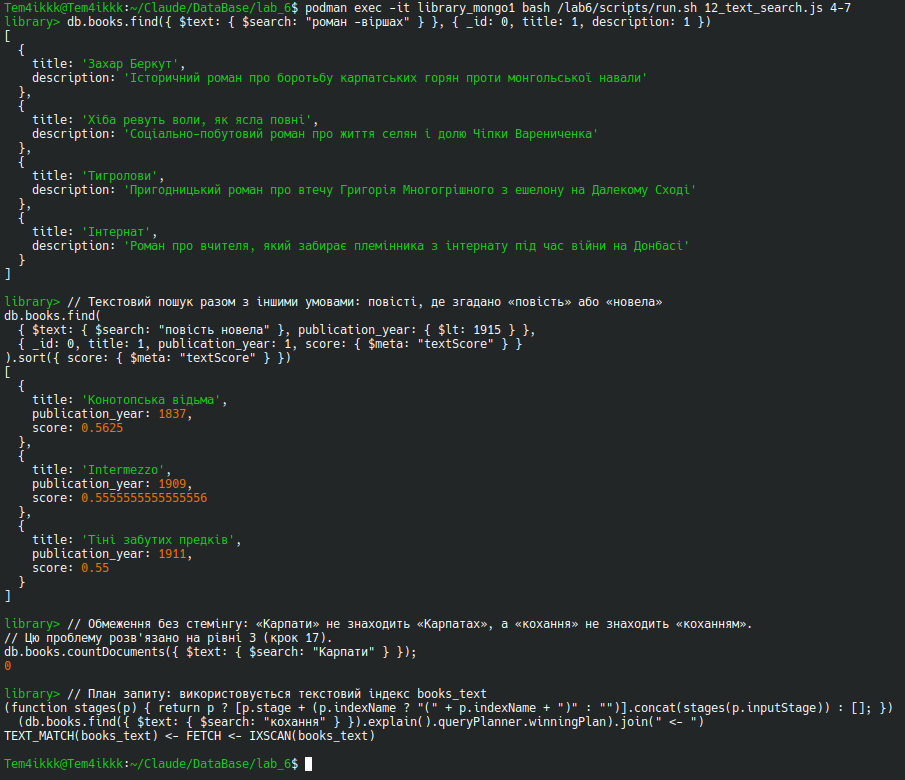 Tem4ikkk@Tem4ikkk:~/Claude/DataBase/lab_6$ podman exec -it library_mongo1 bash /lab6/scripts/run.sh 12_text_search.js 4-7
library> db.books.find({ $text: { $search: "роман -віршах" } }, { _id: 0, title: 1, description: 1 })
[
  {
    title: 'Захар Беркут',
    description: 'Історичний роман про боротьбу карпатських горян проти монгольської навали'
  },
  {
    title: 'Хіба ревуть воли, як ясла повні',
    description: 'Соціально-побутовий роман про життя селян і долю Чіпки Варениченка'
  },
  {
    title: 'Тигролови',
    description: 'Пригодницький роман про втечу Григорія Многогрішного з ешелону на Далекому Сході'
  },
  {
    title: 'Інтернат',
    description: 'Роман про вчителя, який забирає племінника з інтернату під час війни на Донбасі'
  }
]
library> // Текстовий пошук разом з іншими умовами: повісті, де згадано «повість» або «новела»
db.books.find(
  { $text: { $search: "повість новела" }, publication_year: { $lt: 1915 } },
  { _id: 0, title: 1, publication_year: 1, score: { $meta: "textScore" } }
).sort({ score: { $meta: "textScore" } })
[
  {
    title: 'Конотопська відьма',
    publication_year: 1837,
    score: 0.5625
  },
  {
    title: 'Intermezzo',
    publication_year: 1909,
    score: 0.5555555555555556
  },
  {
    title: 'Тіні забутих предків',
    publication_year: 1911,
    score: 0.55
  }
]
library> // Обмеження без стемінгу: «Карпати» не знаходить «Карпатах», а «кохання» не знаходить «коханням».
// Цю проблему розв'язано на рівні 3 (крок 17).
db.books.countDocuments({ $text: { $search: "Карпати" } });
0
library> // План запиту: використовується текстовий індекс books_text
(function stages(p) { return p ? [p.stage + (p.indexName ? "(" + p.indexName + ")" : "")].concat(stages(p.inputStage)) : []; })
  (db.books.find({ $text: { $search: "кохання" } }).explain().queryPlanner.winningPlan).join(" <- ")
TEXT_MATCH(books_text) <- FETCH <- IXSCAN(books_text)
Tem4ikkk@Tem4ikkk:~/Claude/DataBase/lab_6$